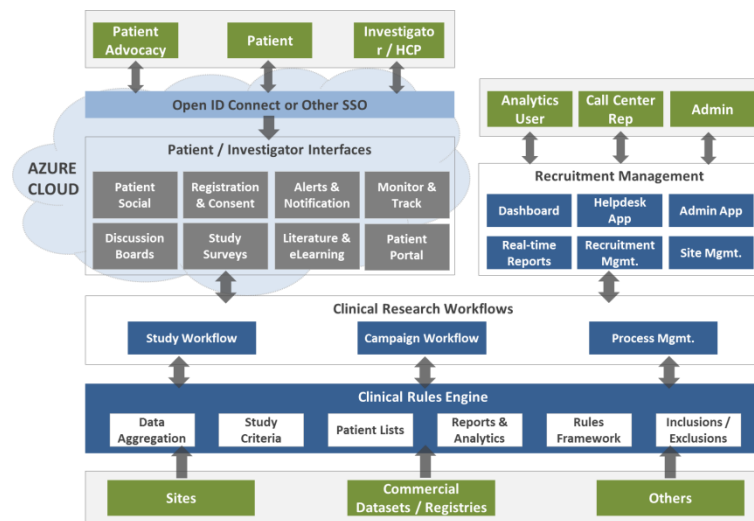 Patient
Advocacy
Patient
Investigato
r / HCP
Open ID Connect or Other SSO
Analytics
User
Call Center
Rep
Admin
AZURE
CLOUD
Patient / Investigator Interfaces
Patient
Social
Registration
& Consent
Alerts &
Notification
Monitor &
Track
Discussion
Boards
Study
Surveys
Literature &
eLearning
Patient
Portal
Recruitment Management
Dashboard
Helpdesk
App
Admin App
Real-time
Reports
Recruitment
Mgmt.
Site Mgmt.
Clinical Research Workflows
Study Workflow
Campaign Workflow
Process Mgmt.
Clinical Rules Engine
Data
Aggregation
Study
Criteria
Patient Lists
Reports &
Analytics
Rules
Framework
Inclusions /
Exclusions
Sites
Commercial
Datasets / Registries
Others